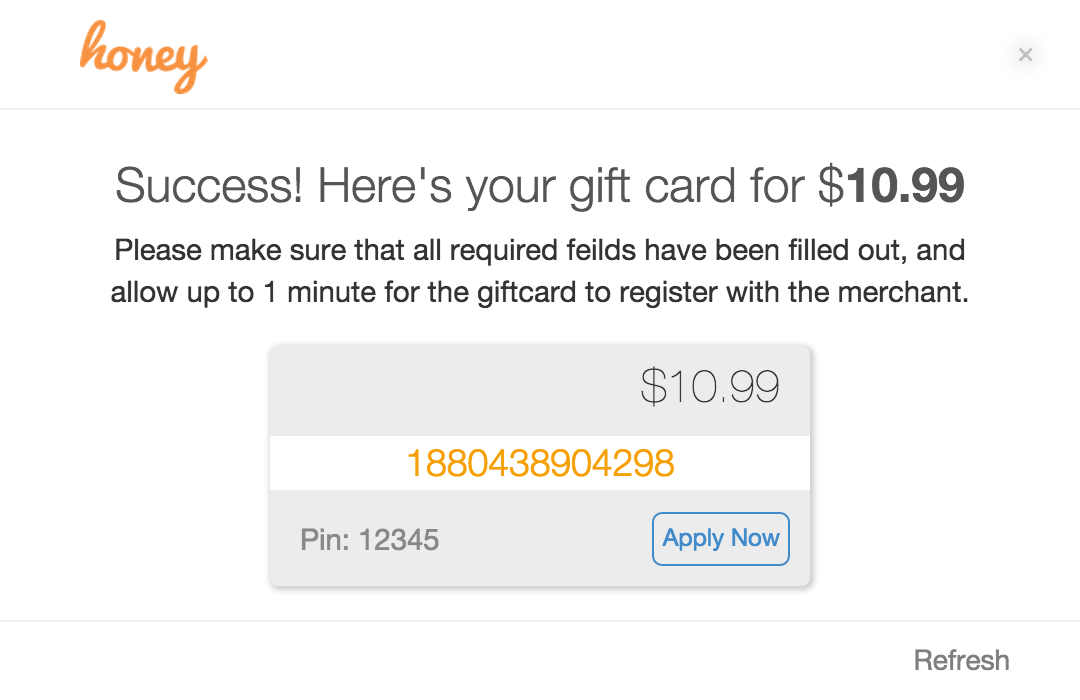 honey
×
Success! Here's your gift card for $10.99
Please make sure that all required feilds have been filled out, and
allow up to 1 minute for the giftcard to register with the merchant.
$10.99
1880438904298
Pin: 12345
Apply Now
Refresh